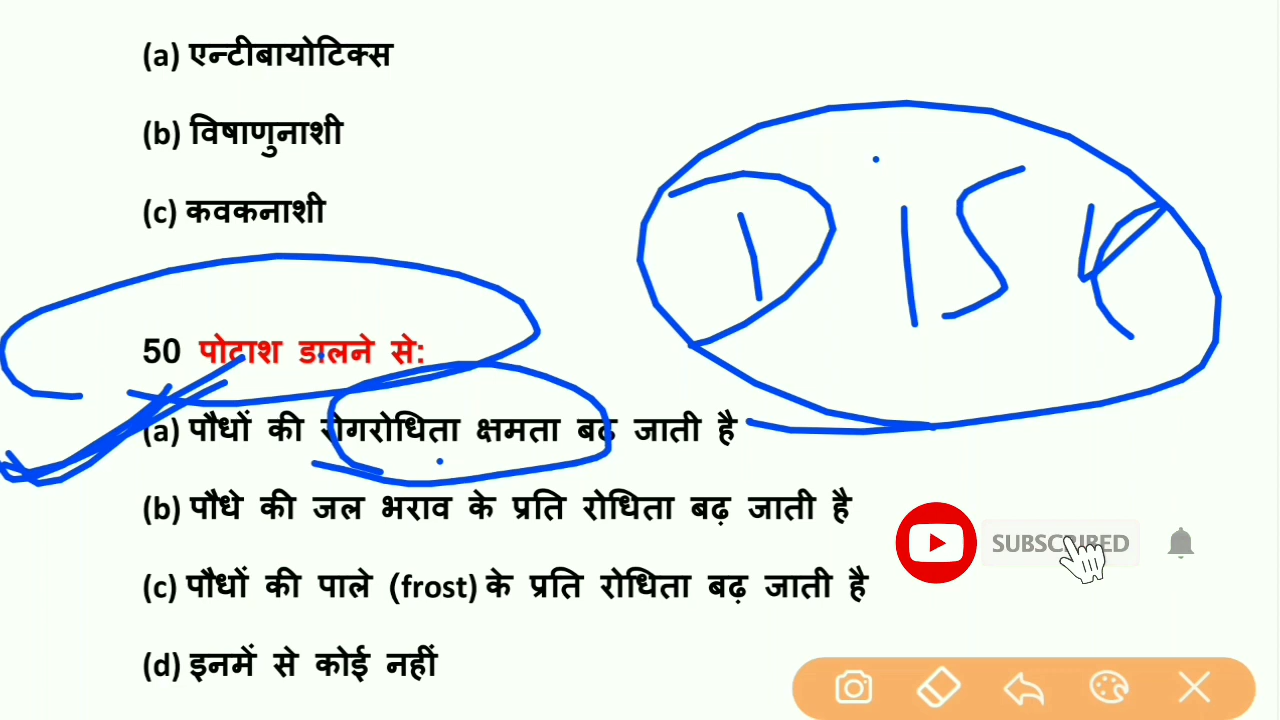 (a) एन्टीबायोटिक्स
(b) विषाणुनाशी
(c) कवकनाशी
DISK
50 पोटाश डालने से:
(a) पौधों की रोगरोधिता क्षमता बढ़ जाती है
(b) पौधे की जल भराव के प्रति रोधिता बढ़ जाती है
SUBSCRIBED
(c) पौधों की पाले (frost) के प्रति रोधिता बढ़ जाती है
(d) इनमें से कोई नहीं